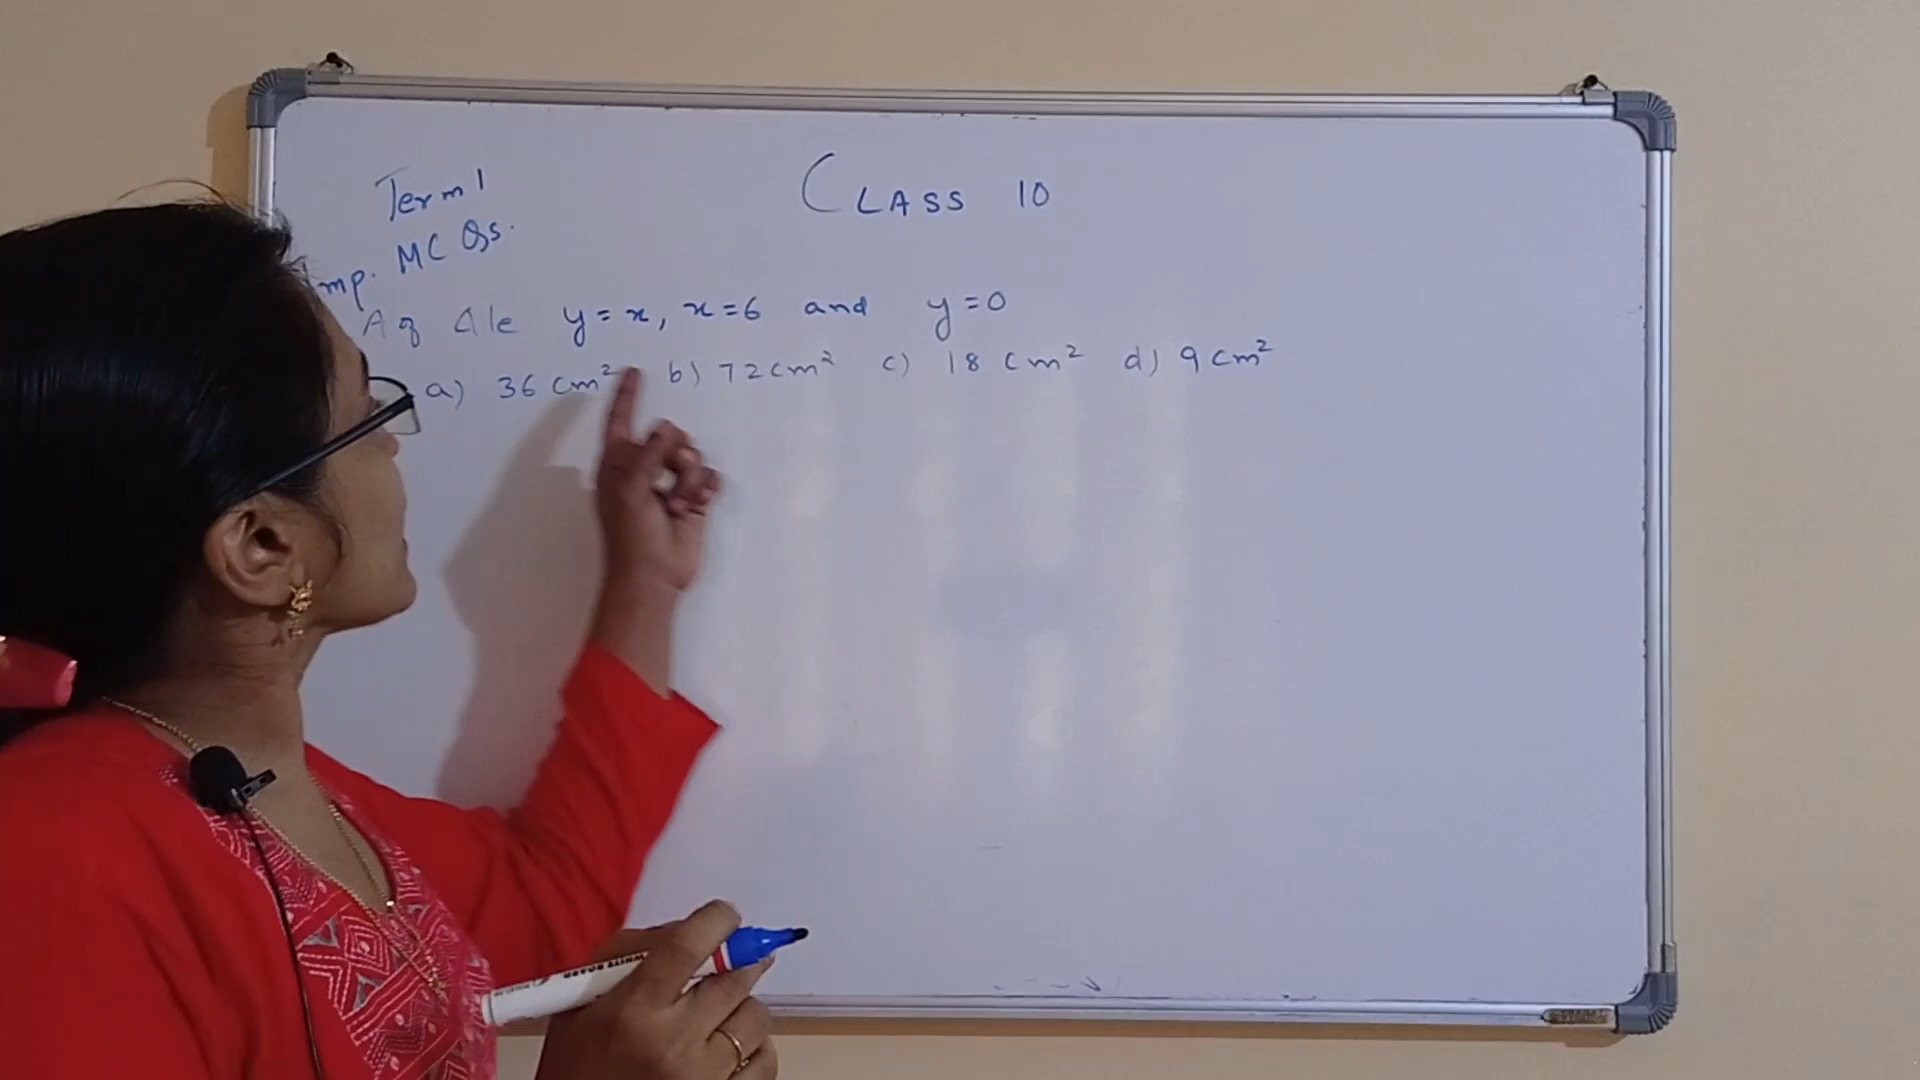 Term 1
CLASS 10
Imp. MC Qs.
A of Δle y = x, x = 6 and y = 0
a) 36 cm² b) 72 cm² c) 18 cm² d) 9 cm²